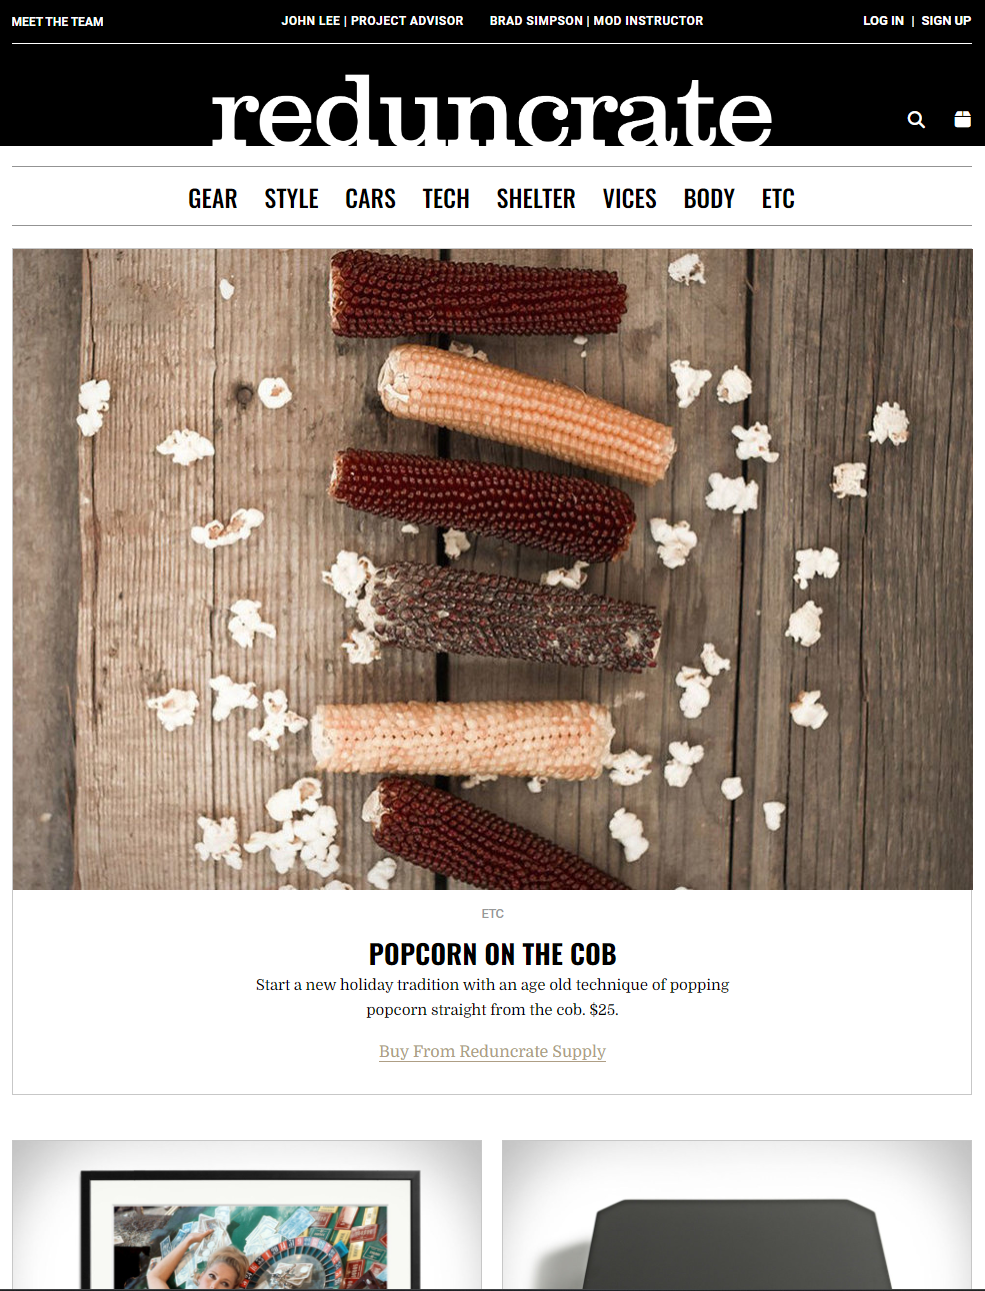 MEET THE TEAM
JOHN LEE | PROJECT ADVISOR
BRAD SIMPSON | MOD INSTRUCTOR
LOG IN | SIGN UP
reduncrate
GEAR STYLE CARS TECH SHELTER VICES BODY ETC
ETC
POPCORN ON THE COB
Start a new holiday tradition with an age old technique of popping
popcorn straight from the cob. $25.
Buy From Reduncrate Supply